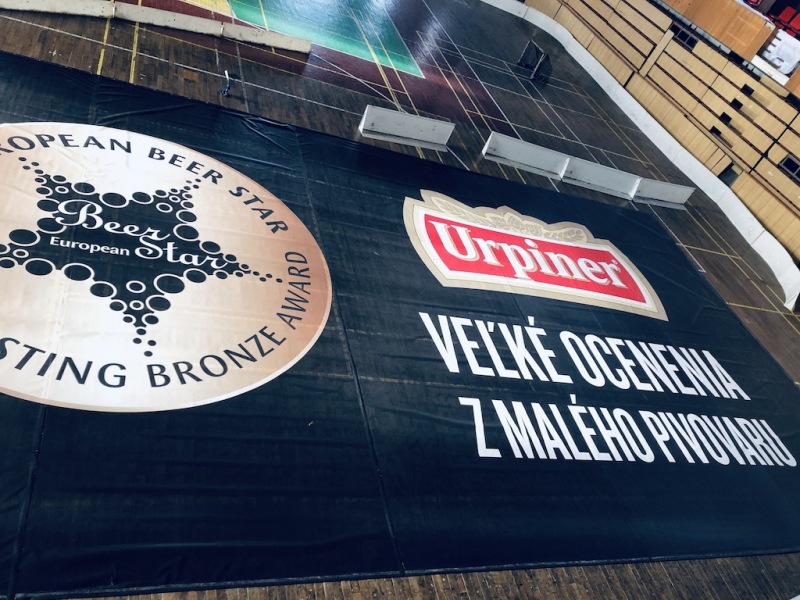 ROPEAN BEER STAR
Beer
European Star
STING BRONZE AWARD
Urpiner
VEĽKÉ OCENENIA
Z MALÉHO PIVOVARU